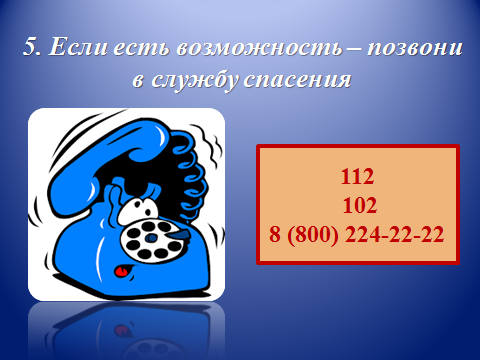 5. Если есть возможность – позвони
в службу спасения
112
102
8 (800) 224-22-22